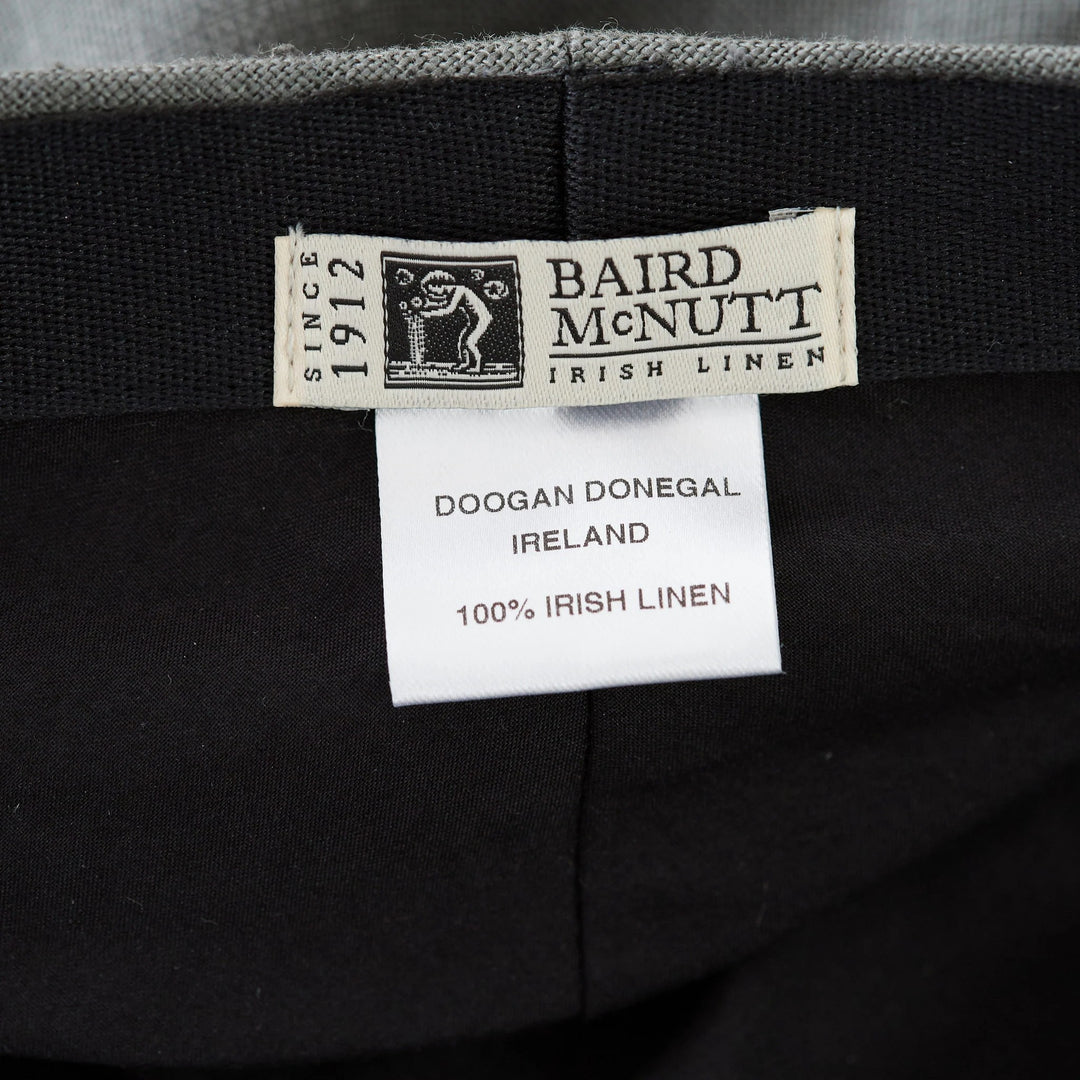 SINCE
1912
BAIRD
McNUTT
IRISH LINEN
DOOGAN DONEGAL
IRELAND
100% IRISH LINEN